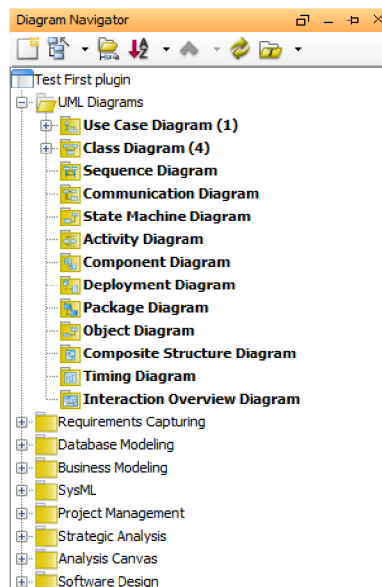 Diagram Navigator
Test First plugin
UML Diagrams
Use Case Diagram (1)
Class Diagram (4)
Sequence Diagram
Communication Diagram
State Machine Diagram
Activity Diagram
Component Diagram
Deployment Diagram
Package Diagram
Object Diagram
Composite Structure Diagram
Timing Diagram
Interaction Overview Diagram
Requirements Capturing
Database Modeling
Business Modeling
SysML
Project Management
Strategic Analysis
Analysis Canvas
Software Design